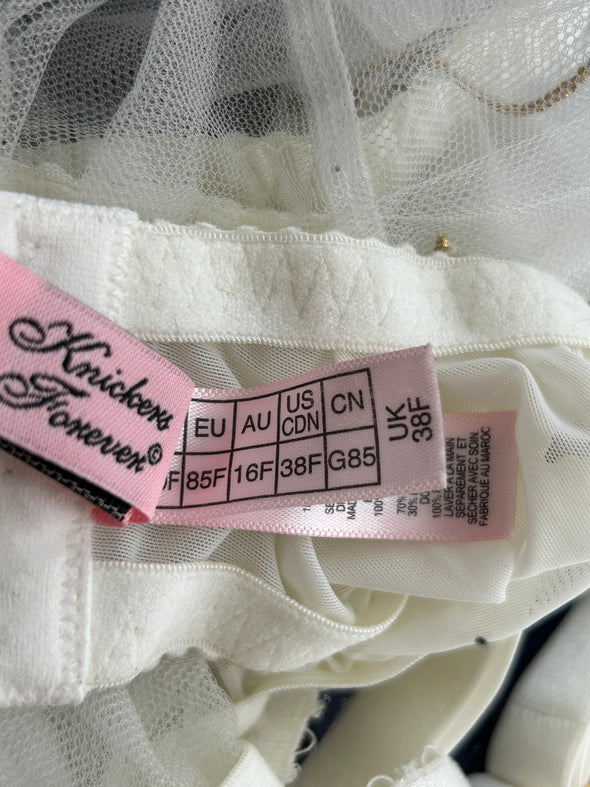 Knickers
Forever©
EU AU US CDN CN
85F 16F 38F G85
UK
38F
LAVER A LA MAIN
SEPAREMENT ET
SECHER AVEC SOIN
FABRIQUE AU MAROC